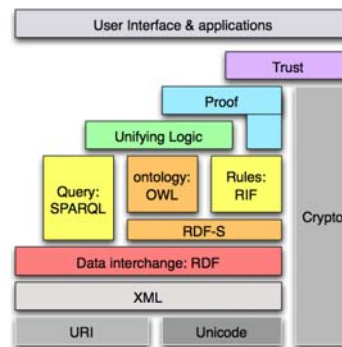 User Interface & applications
Trust
Proof
Unifying Logic
Query:
SPARQL
ontology:
OWL
Rules:
RIF
RDF-S
Crypto
Data interchange: RDF
XML
URI
Unicode